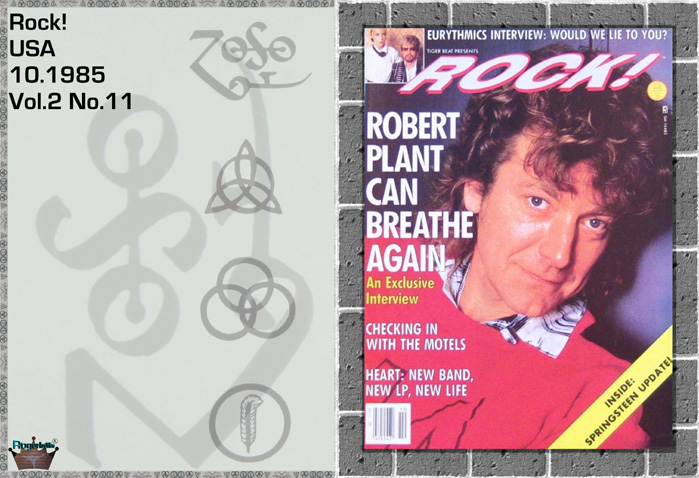 Rock!
USA
10.1985
Vol.2 No.11
ZoSo
EURYTHMICS INTERVIEW: WOULD WE LIE TO YOU?
TIGER BEAT PRESENTS
ROCK!
ROBERT
PLANT
CAN
BREATHE
AGAIN
An Exclusive
Interview
CHECKING IN
WITH THE MOTELS
HEART: NEW BAND,
NEW LP, NEW LIFE
INSIDE:
SPRINGSTEEN UPDATE!